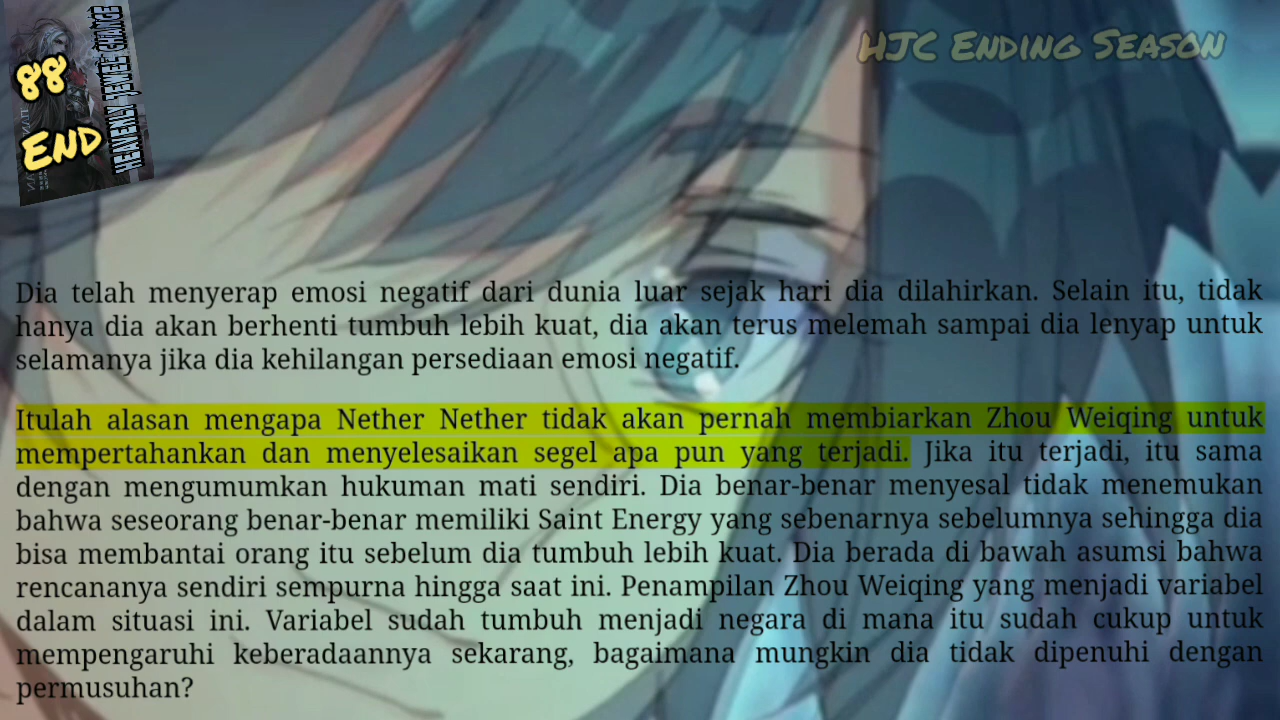 88
END
HEAVENLY JEWEL CHANGE
HJC Ending Season
Dia telah menyerap emosi negatif dari dunia luar sejak hari dia dilahirkan. Selain itu, tidak
hanya dia akan berhenti tumbuh lebih kuat, dia akan terus melemah sampai dia lenyap untuk
selamanya jika dia kehilangan persediaan emosi negatif.
Itulah alasan mengapa Nether Nether tidak akan pernah membiarkan Zhou Weiqing untuk
mempertahankan dan menyelesaikan segel apa pun yang terjadi. Jika itu terjadi, itu sama
dengan mengumumkan hukuman mati sendiri. Dia benar-benar menyesal tidak menemukan
bahwa seseorang benar-benar memiliki Saint Energy yang sebenarnya sebelumnya sehingga dia
bisa membantai orang itu sebelum dia tumbuh lebih kuat. Dia berada di bawah asumsi bahwa
rencananya sendiri sempurna hingga saat ini. Penampilan Zhou Weiqing yang menjadi variabel
dalam situasi ini. Variabel sudah tumbuh menjadi negara di mana itu sudah cukup untuk
mempengaruhi keberadaannya sekarang, bagaimana mungkin dia tidak dipenuhi dengan
permusuhan?